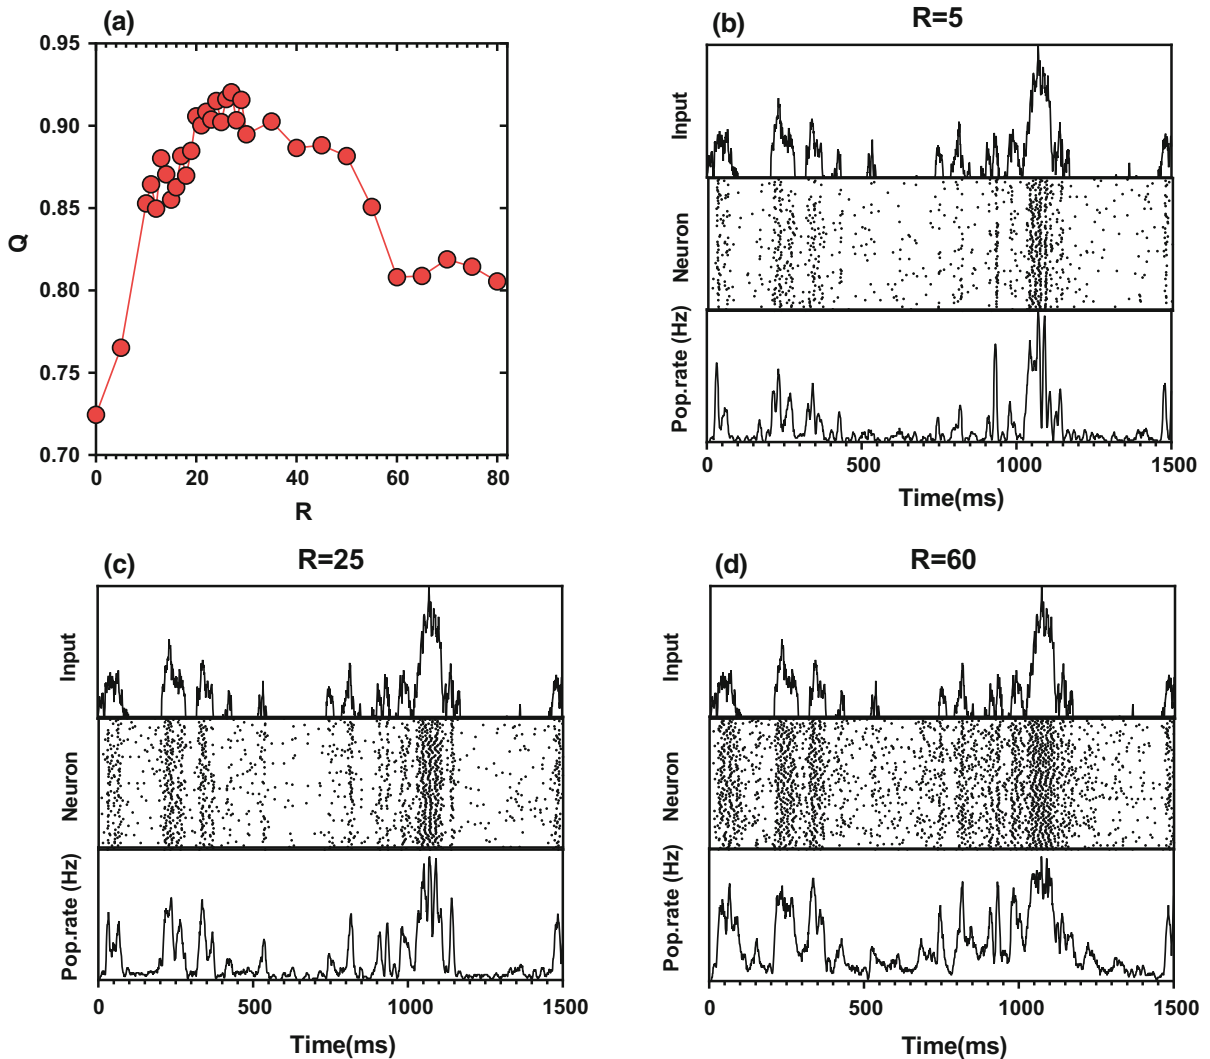 (a)
0.95
0.90
0.85
0.80
0.75
0.70
Q
0 20 40 60 80
R
(b) R=5
Input
Neuron
Pop.rate (Hz)
0 500 1000 1500
Time(ms)
(c) R=25
Input
Neuron
Pop.rate (Hz)
0 500 1000 1500
Time(ms)
(d) R=60
Input
Neuron
Pop.rate (Hz)
0 500 1000 1500
Time(ms)